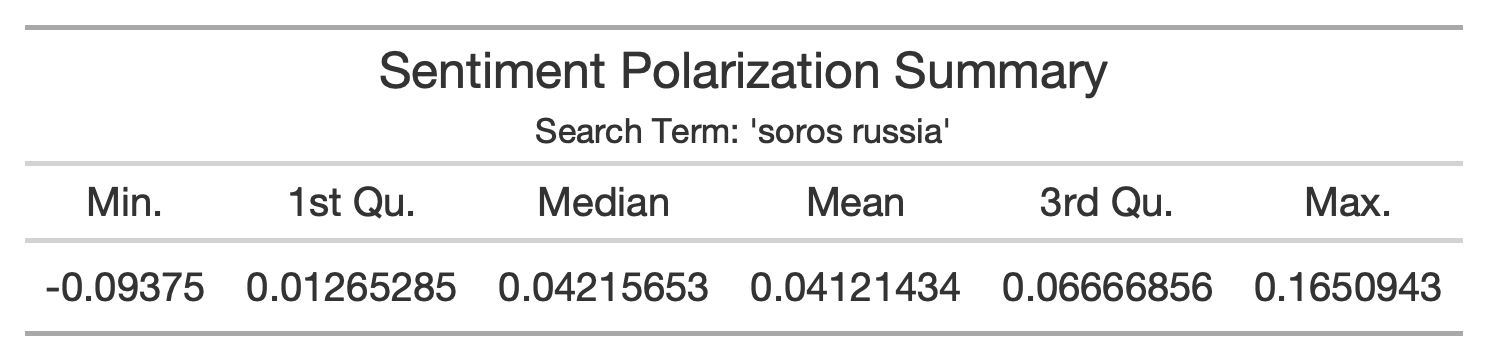 Sentiment Polarization Summary
Search Term: 'soros russia'
Min. 1st Qu. Median Mean 3rd Qu. Max.
-0.09375 0.01265285 0.04215653 0.04121434 0.06666856 0.1650943